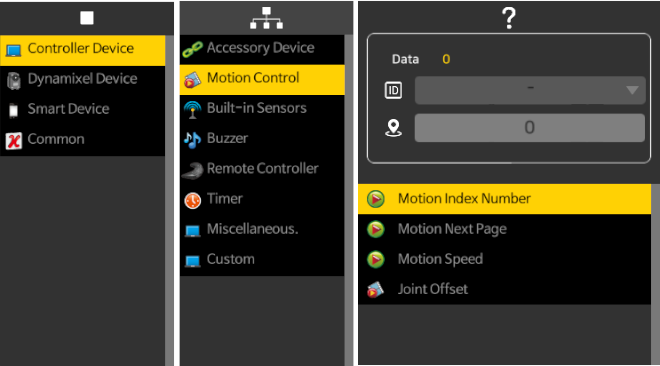 Controller Device
Dynamixel Device
Smart Device
Common
Accessory Device
Motion Control
Built-in Sensors
Buzzer
Remote Controller
Timer
Miscellaneous.
Custom
?
Data 0
ID -
0
Motion Index Number
Motion Next Page
Motion Speed
Joint Offset